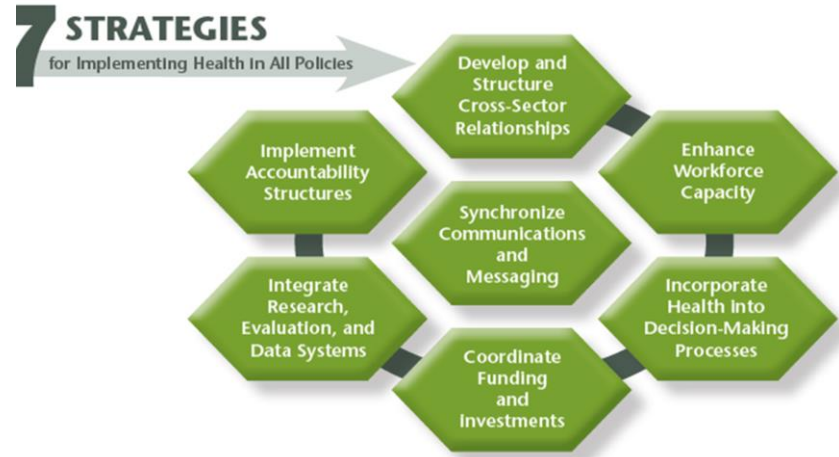 7 STRATEGIES
for Implementing Health in All Policies
Develop and
Structure
Cross-Sector
Relationships
Enhance
Workforce
Capacity
Incorporate
Health into
Decision-Making
Processes
Coordinate
Funding
and
Investments
Integrate
Research,
Evaluation, and
Data Systems
Implement
Accountability
Structures
Synchronize
Communications
and
Messaging